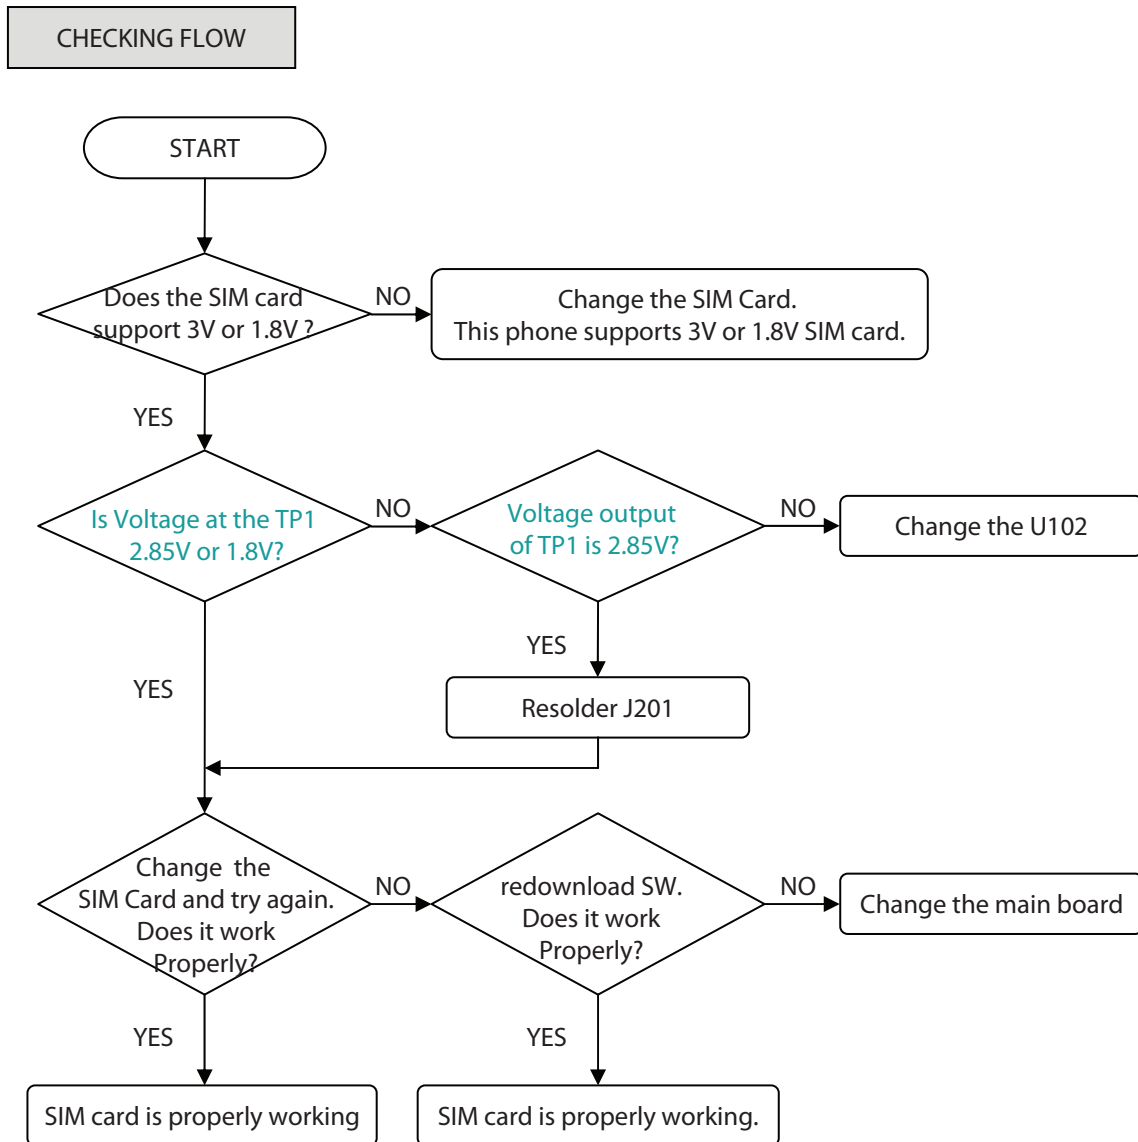 CHECKING FLOW
START
Does the SIM card
support 3V or 1.8V ?
NO
Change the SIM Card.
This phone supports 3V or 1.8V SIM card.
YES
Is Voltage at the TP1
2.85V or 1.8V?
NO
Voltage output
of TP1 is 2.85V?
NO
Change the U102
YES
Resolder J201
YES
Change the
SIM Card and try again.
Does it work
Properly?
NO
redownload SW.
Does it work
Properly?
NO
Change the main board
YES
YES
SIM card is properly working
SIM card is properly working.